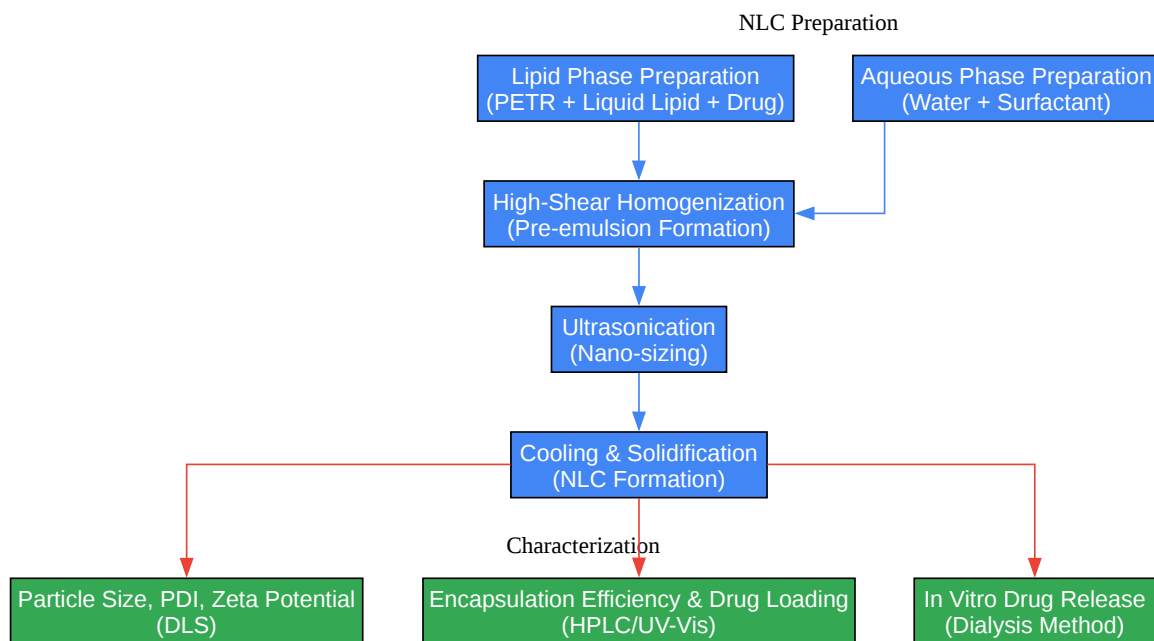 NLC Preparation
Lipid Phase Preparation
(PETR + Liquid Lipid + Drug)
Aqueous Phase Preparation
(Water + Surfactant)
High-Shear Homogenization
(Pre-emulsion Formation)
Ultrasonication
(Nano-sizing)
Cooling & Solidification
(NLC Formation)
Characterization
Particle Size, PDI, Zeta Potential
(DLS)
Encapsulation Efficiency & Drug Loading
(HPLC/UV-Vis)
In Vitro Drug Release
(Dialysis Method)